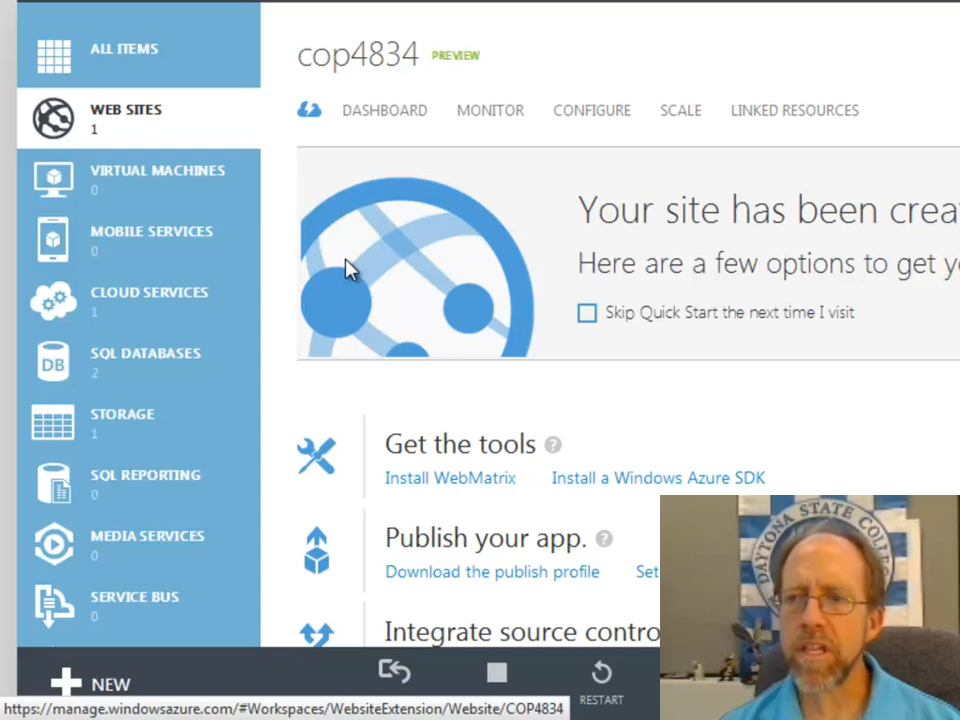 ALL ITEMS
WEB SITES
1
VIRTUAL MACHINES
0
MOBILE SERVICES
0
CLOUD SERVICES
1
SQL DATABASES
2
DB
STORAGE
1
SQL REPORTING
0
MEDIA SERVICES
0
SERVICE BUS
0
NEW
https://manage.windowsazure.com/#Workspaces/WebsiteExtension/Website/COP4834
cop4834 PREVIEW
DASHBOARD MONITOR CONFIGURE SCALE LINKED RESOURCES
Your site has been crea
Here are a few options to get y
Skip Quick Start the next time I visit
Get the tools ?
Install WebMatrix Install a Windows Azure SDK
Publish your app. ?
Download the publish profile Set
Integrate source contro
RESTART
DAYTONA STATE COLLEGE